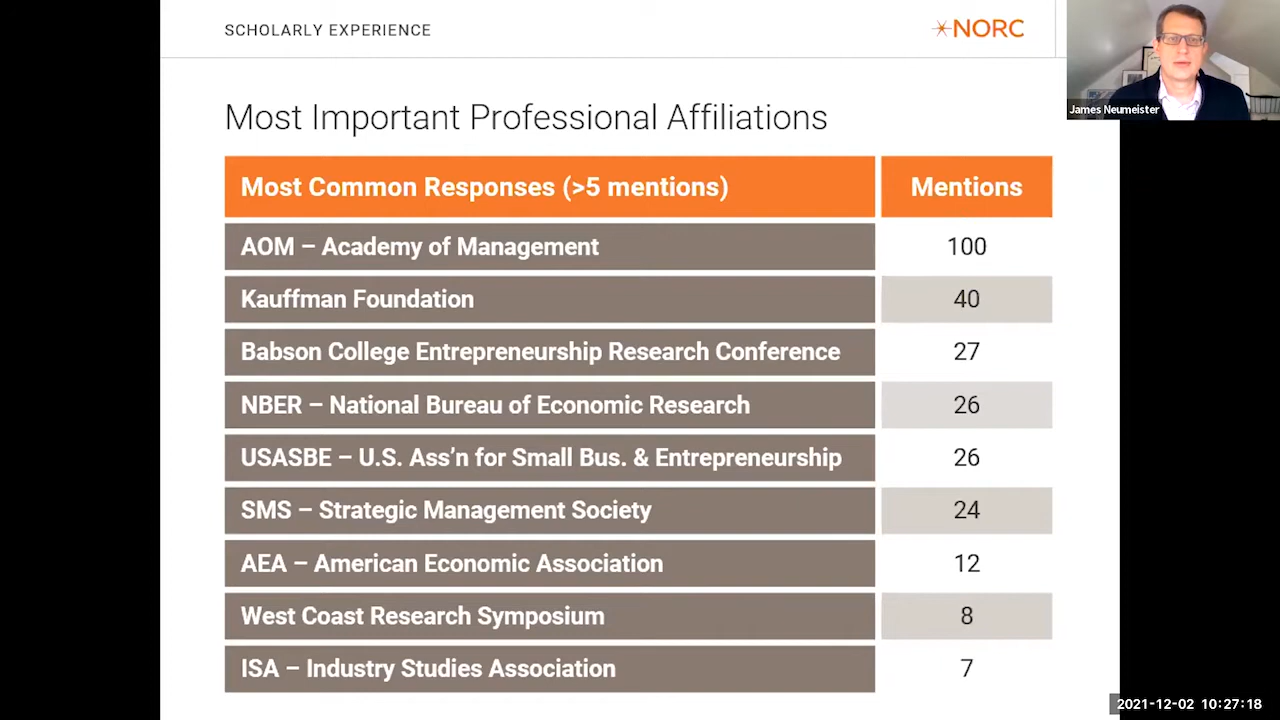 SCHOLARLY EXPERIENCE
NORC
James Neumeister
Most Important Professional Affiliations
Most Common Responses (>5 mentions) Mentions
AOM – Academy of Management 100
Kauffman Foundation 40
Babson College Entrepreneurship Research Conference 27
NBER – National Bureau of Economic Research 26
USASBE – U.S. Ass’n for Small Bus. & Entrepreneurship 26
SMS – Strategic Management Society 24
AEA – American Economic Association 12
West Coast Research Symposium 8
ISA – Industry Studies Association 7
2021-12-02 10:27:18